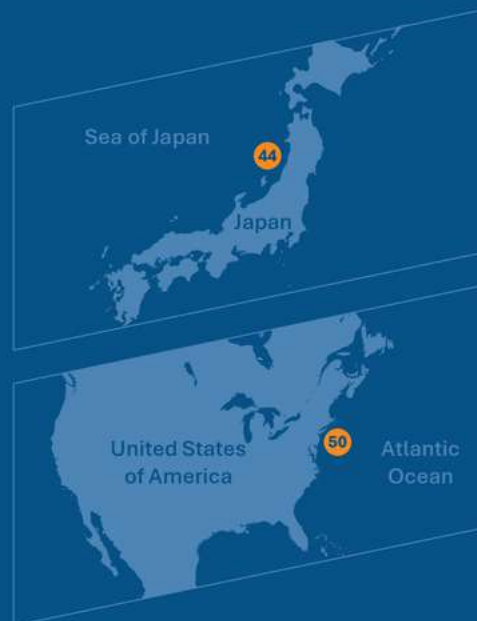 Sea of Japan
44
Japan
United States
of America
50
Atlantic
Ocean